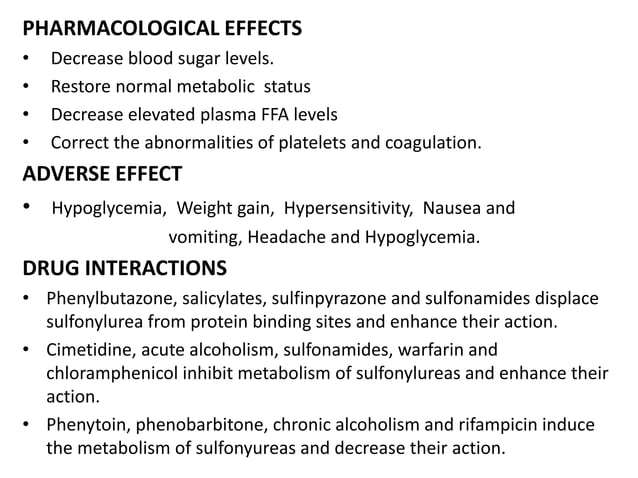 PHARMACOLOGICAL EFFECTS
• Decrease blood sugar levels.
• Restore normal metabolic status
• Decrease elevated plasma FFA levels
• Correct the abnormalities of platelets and coagulation.
ADVERSE EFFECT
• Hypoglycemia, Weight gain, Hypersensitivity, Nausea and
vomiting, Headache and Hypoglycemia.
DRUG INTERACTIONS
• Phenylbutazone, salicylates, sulfinpyrazone and sulfonamides displace
sulfonylurea from protein binding sites and enhance their action.
• Cimetidine, acute alcoholism, sulfonamides, warfarin and
chloramphenicol inhibit metabolism of sulfonylureas and enhance their
action.
• Phenytoin, phenobarbitone, chronic alcoholism and rifampicin induce
the metabolism of sulfonyureas and decrease their action.